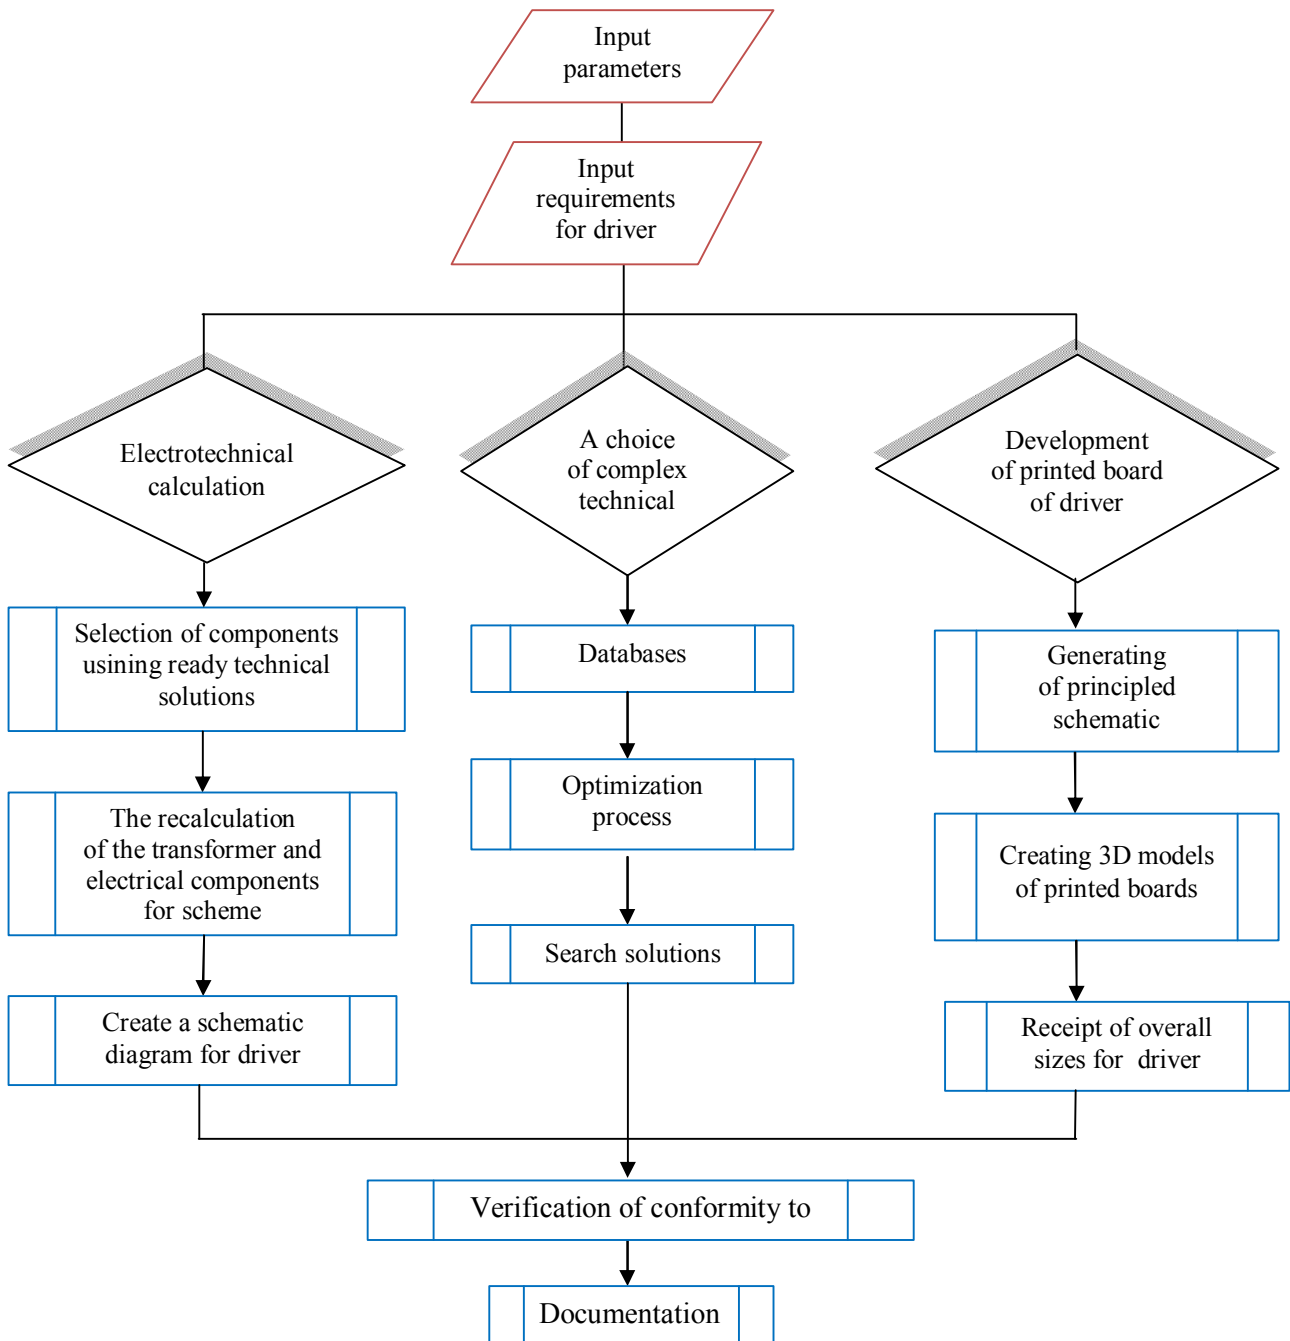 Input
parameters
Input
requirements
for driver
Electrotechnical
calculation
A choice
of complex
technical
Development
of printed board
of driver
Selection of components
usining ready technical
solutions
The recalculation
of the transformer and
electrical components
for scheme
Create a schematic
diagram for driver
Databases
Optimization
process
Search solutions
Generating
of principled
schematic
Creating 3D models
of printed boards
Receipt of overall
sizes for driver
Verification of conformity to
Documentation